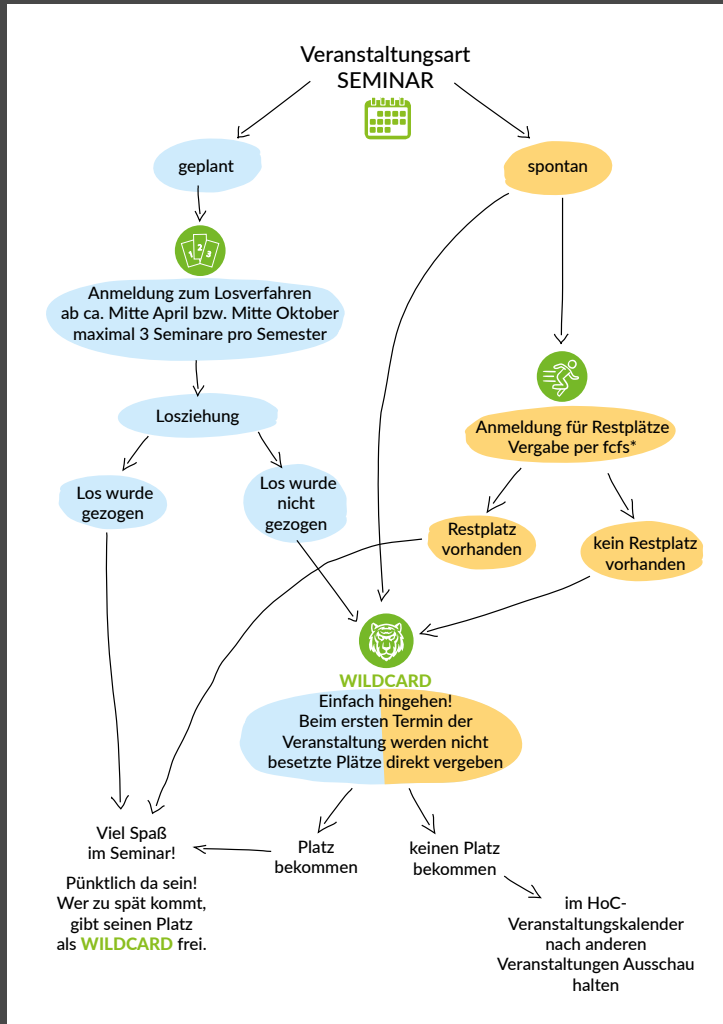 Veranstaltungsart
SEMINAR
geplant
spontan
1 2 3
Anmeldung zum Losverfahren
ab ca. Mitte April bzw. Mitte Oktober
maximal 3 Seminare pro Semester
Losziehung
Anmeldung für Restplätze
Vergabe per fcfs*
Los wurde
gezogen
Los wurde
nicht
gezogen
Restplatz
vorhanden
kein Restplatz
vorhanden
WILDCARD
Einfach hingehen!
Beim ersten Termin der
Veranstaltung werden nicht
besetzte Plätze direkt vergeben
Viel Spaß
im Seminar!
Pünktlich da sein!
Wer zu spät kommt,
gibt seinen Platz
als WILDCARD frei.
Platz
bekommen
keinen Platz
bekommen
im HoC-
Veranstaltungskalender
nach anderen
Veranstaltungen Ausschau
halten